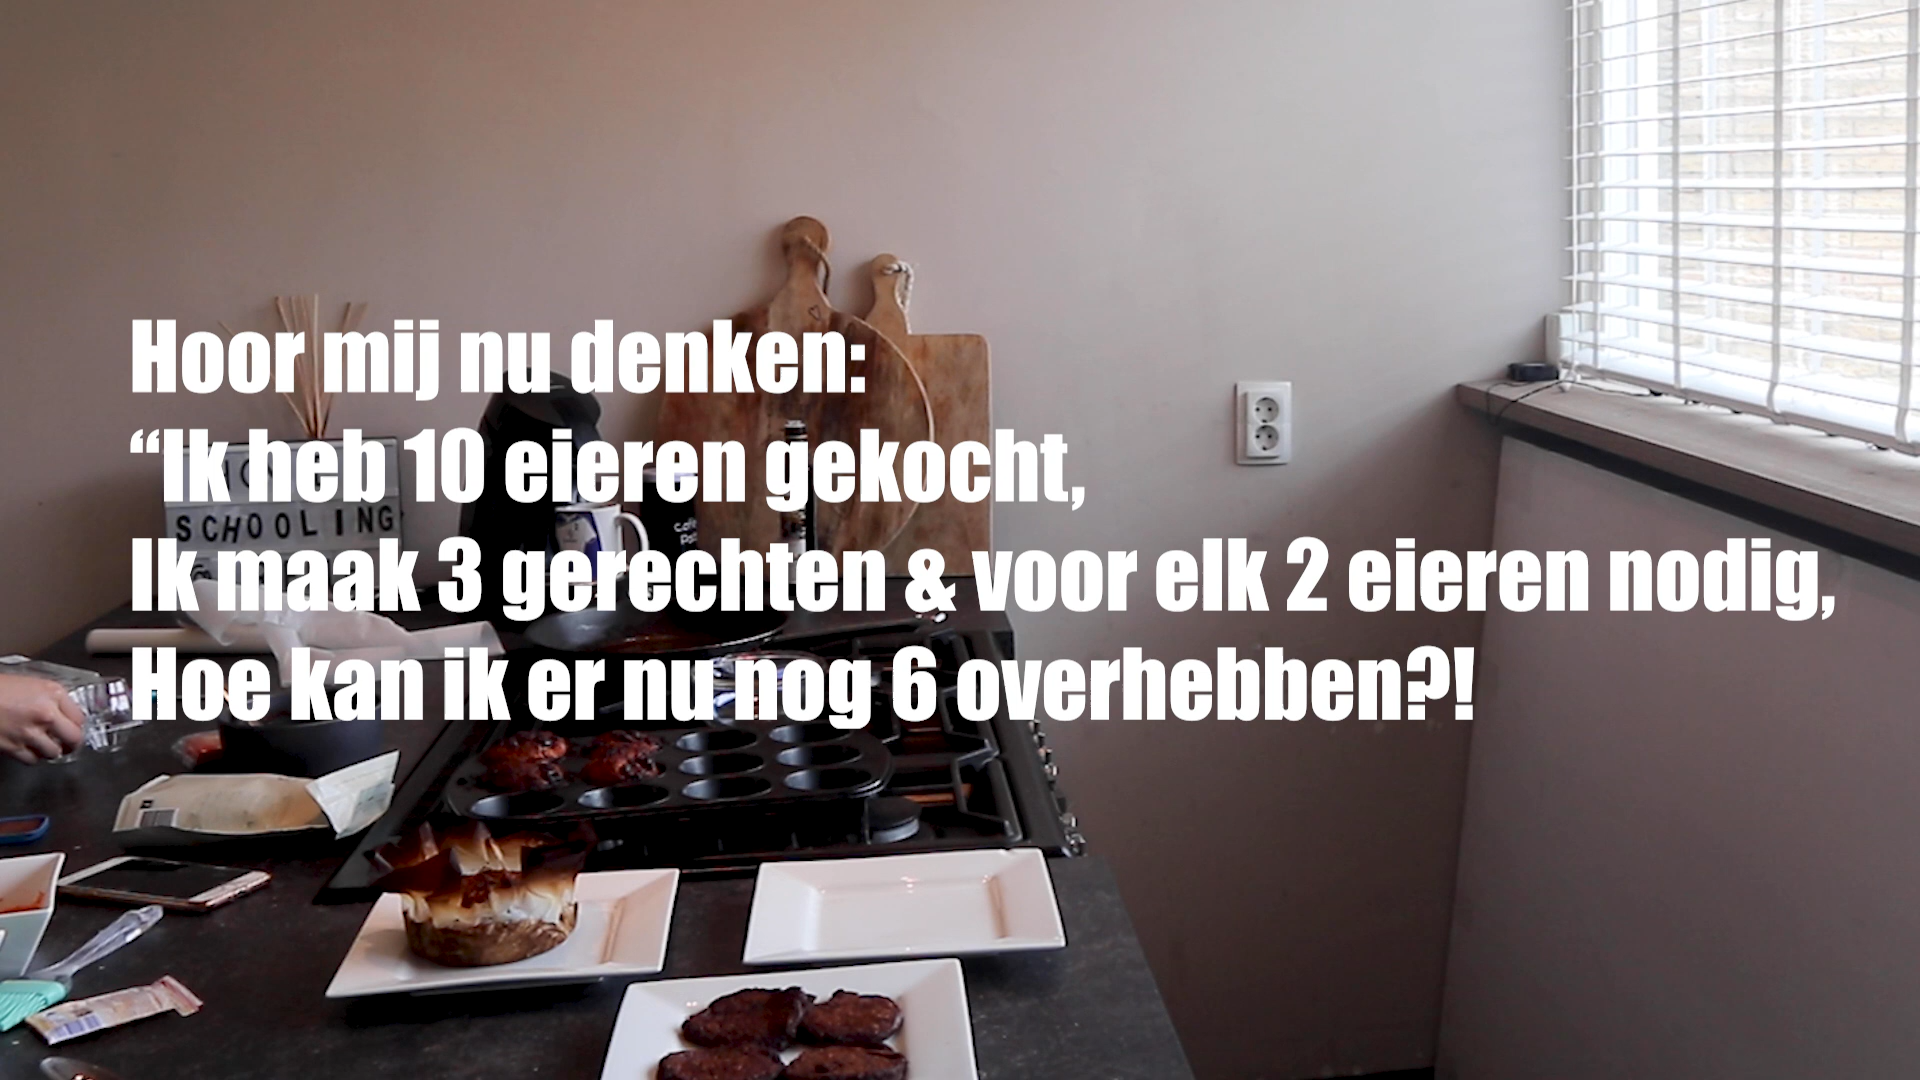 Hoor mij nu denken:
“Ik heb 10 eieren gekocht,
Ik maak 3 gerechten & voor elk 2 eieren nodig,
Hoe kan ik er nu nog 6 overhebben?!
SCHOOLING